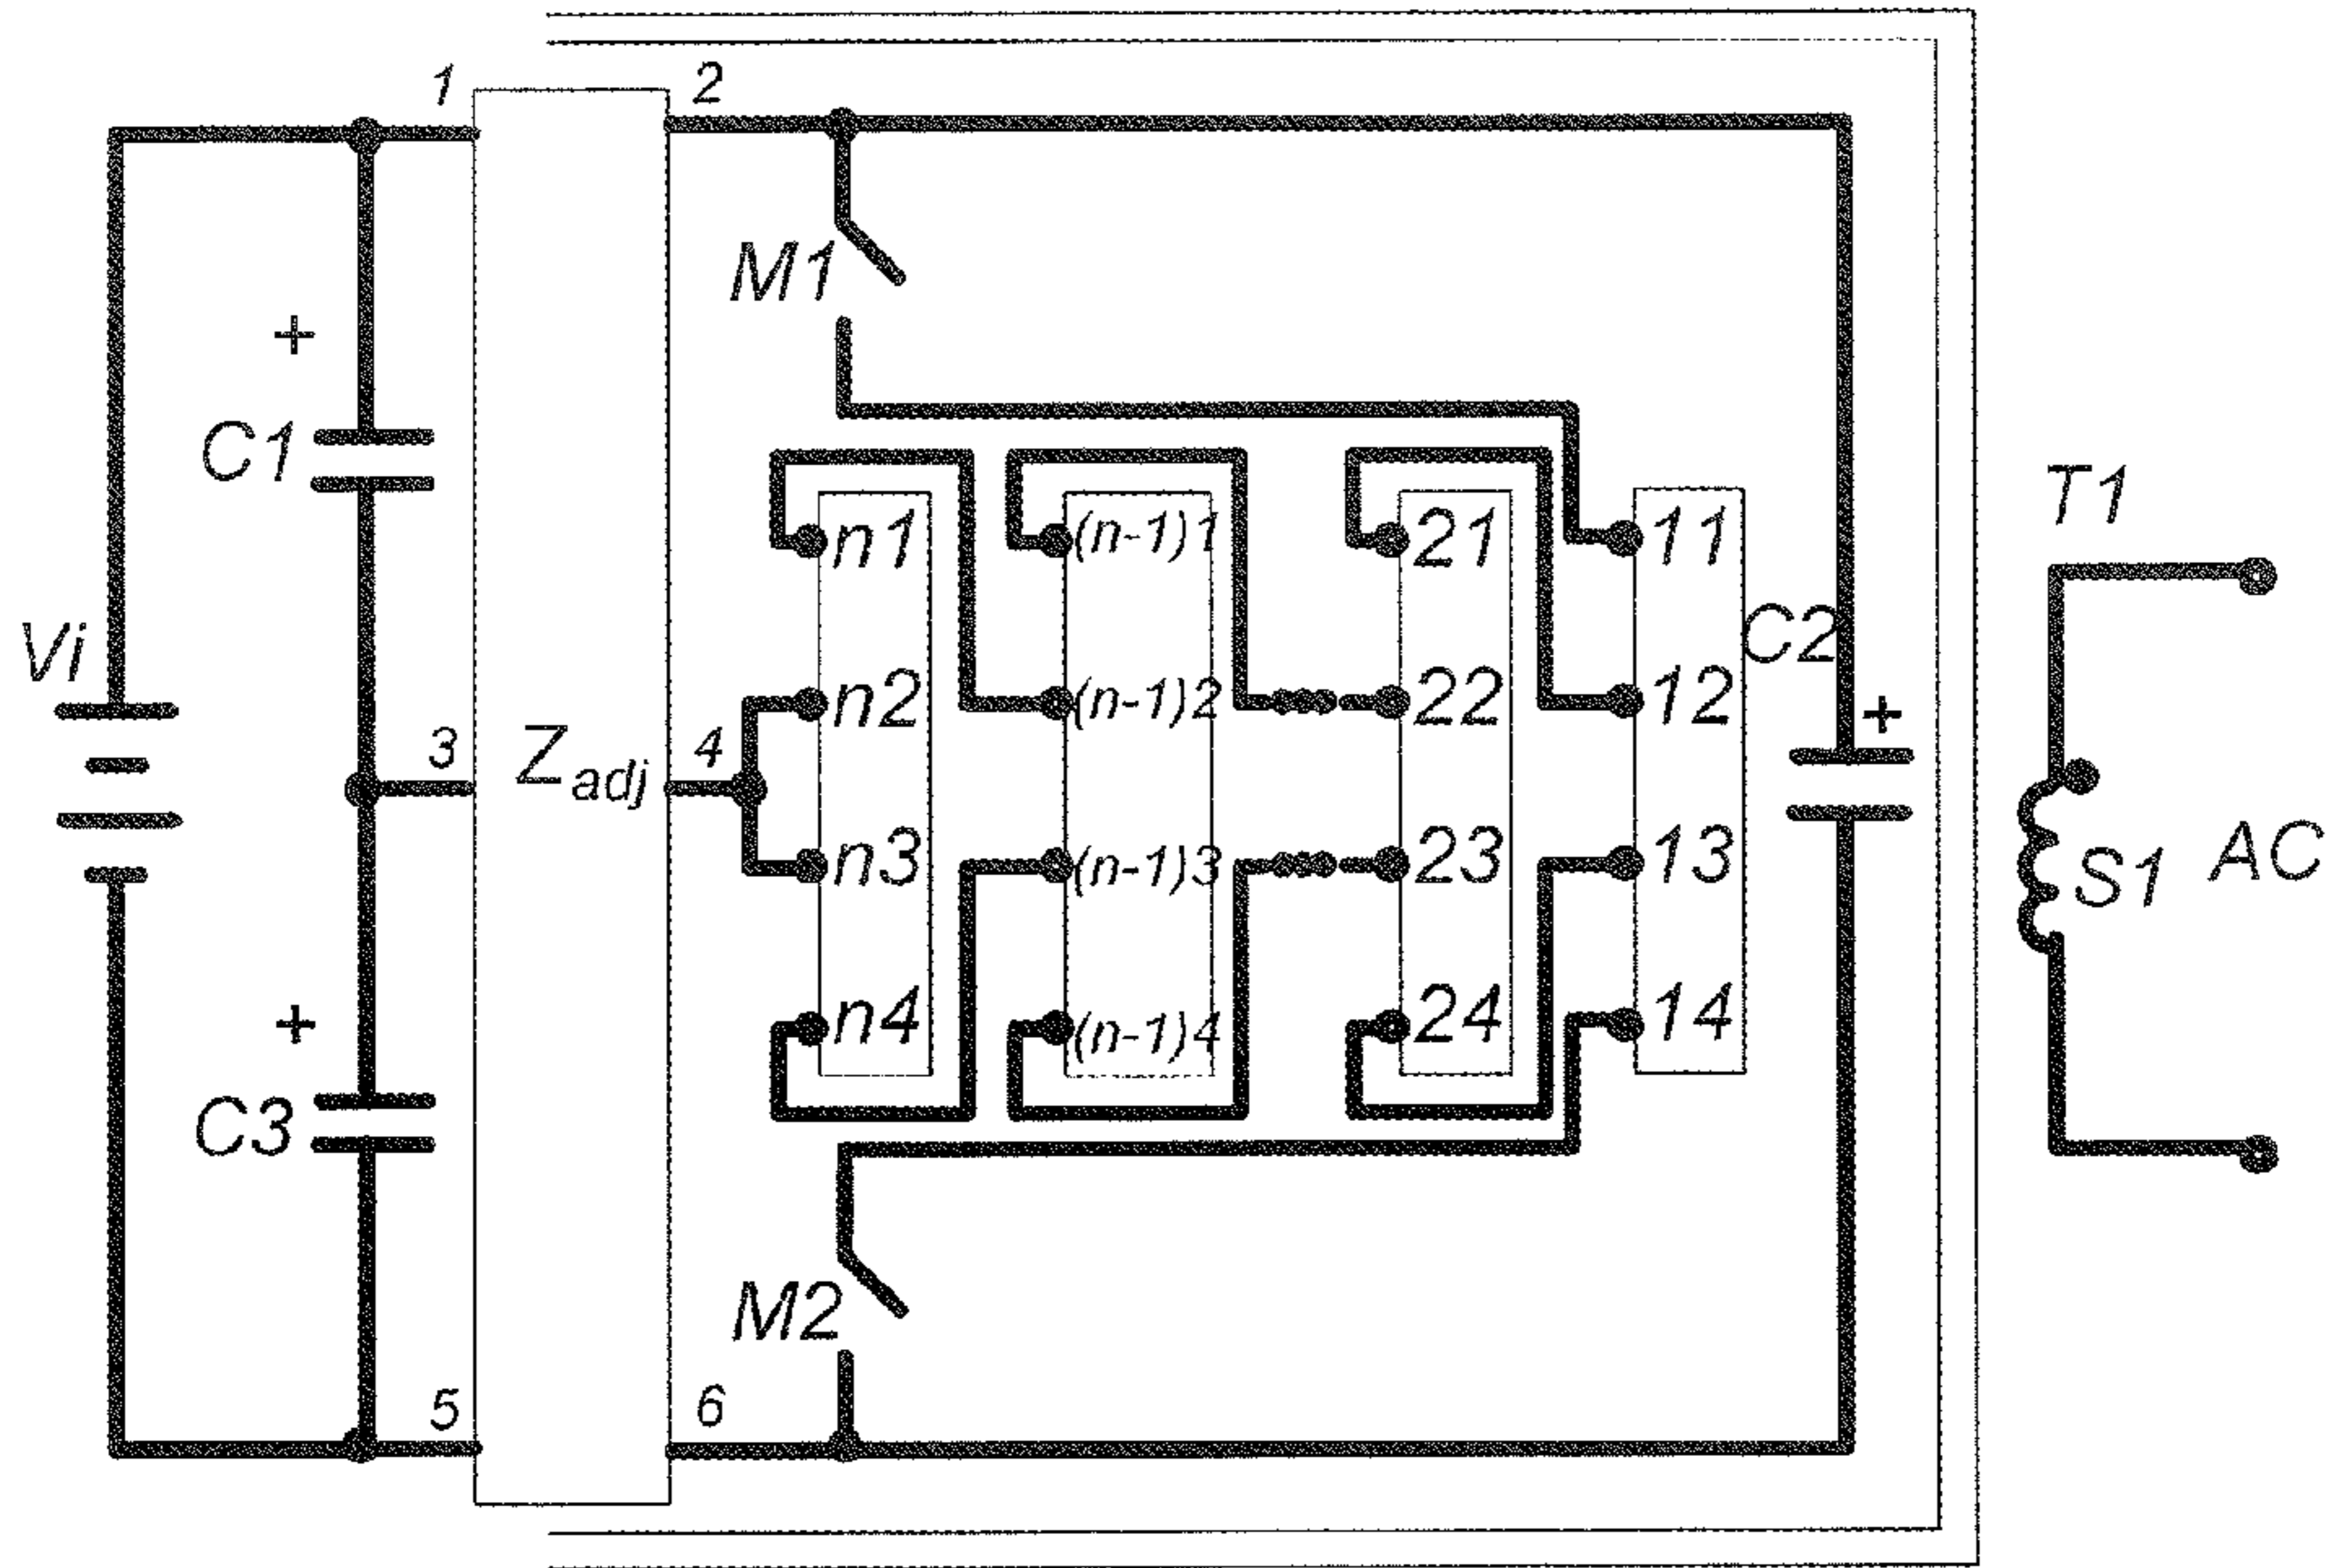 1
2
M1
+
C1
T1
n1
(n-1)1
21
11
Vi
C2
n2
(n-1)2
22
12
+
3
Zadj
4
n3
(n-1)3
23
13
S1
AC
+
C3
n4
(n-1)4
24
14
M2
5
6